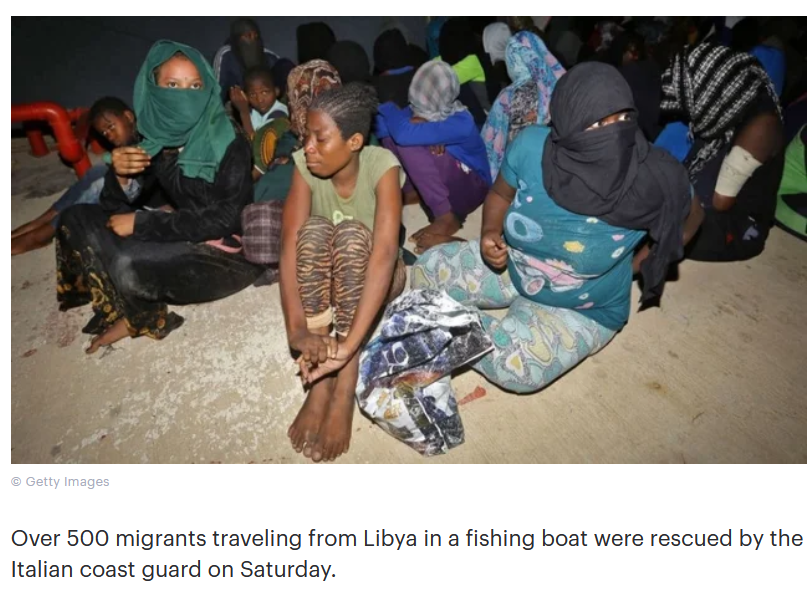 © Getty Images
Over 500 migrants traveling from Libya in a fishing boat were rescued by the
Italian coast guard on Saturday.